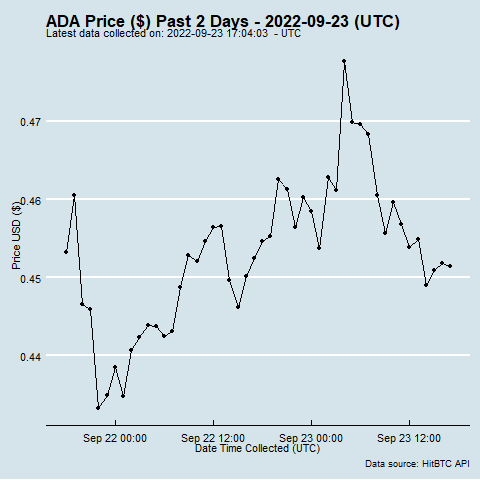 ADA Price ($) Past 2 Days - 2022-09-23 (UTC)
Latest data collected on: 2022-09-23 17:04:03 - UTC
0.47
0.46
0.45
0.44
Price USD ($)
Sep 22 00:00 Sep 22 12:00 Sep 23 00:00 Sep 23 12:00
Date Time Collected (UTC)
Data source: HitBTC API